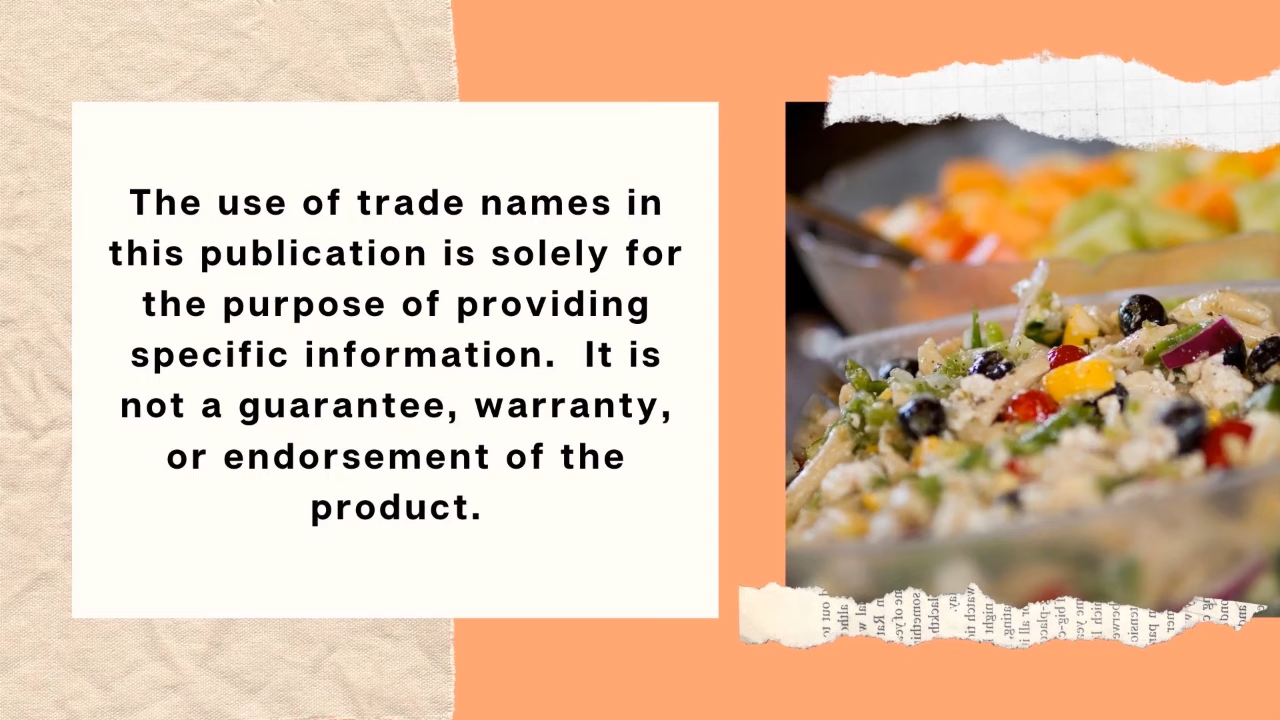 The use of trade names in
this publication is solely for
the purpose of providing
specific information.  It is
not a guarantee, warranty,
or endorsement of the
product.